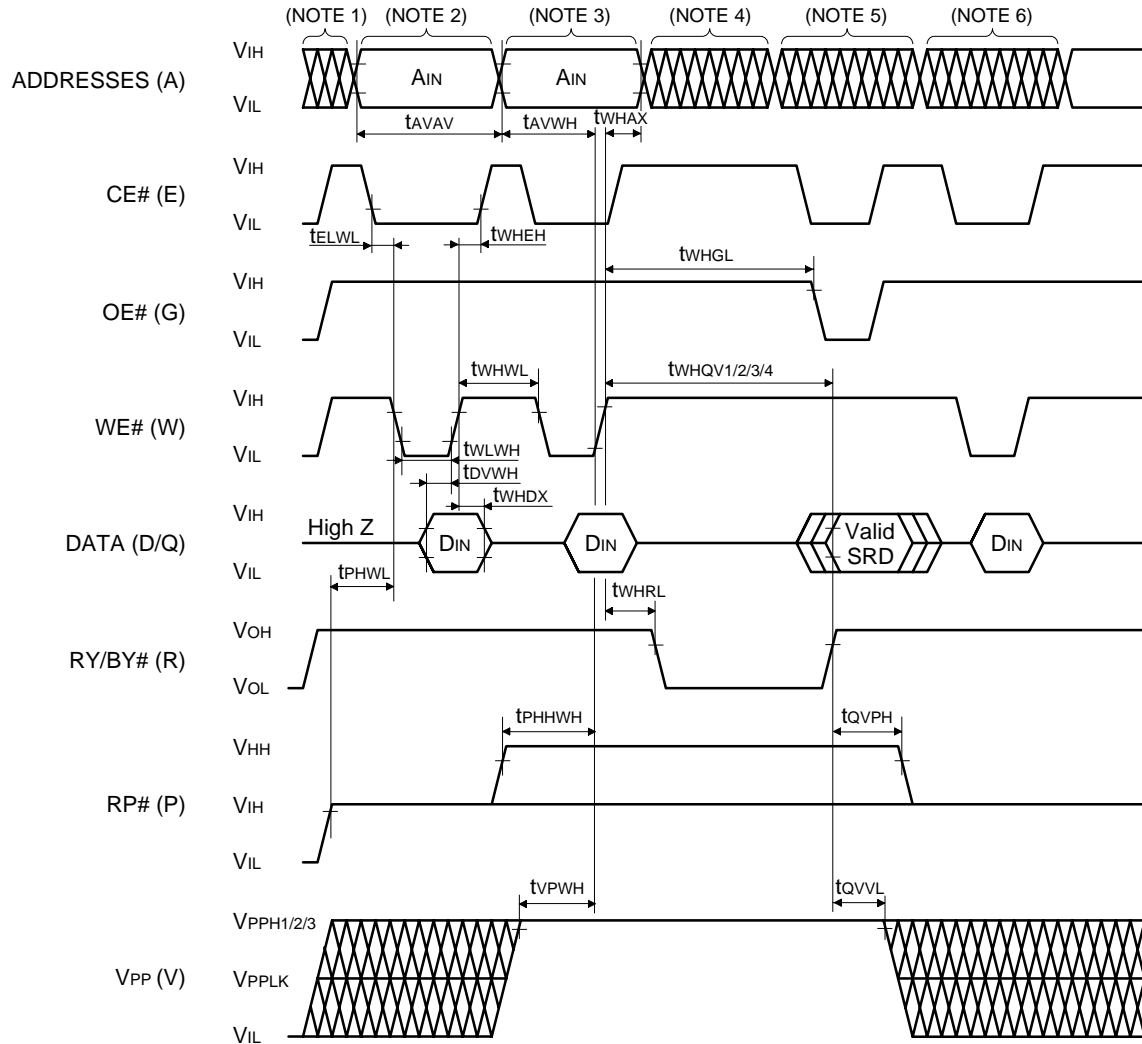 (NOTE 1) (NOTE 2) (NOTE 3) (NOTE 4) (NOTE 5) (NOTE 6)
VIH
ADDRESSES (A) AIN AIN
VIL
tAVAV tAVWH tWHAX
VIH
CE# (E)
VIL
tELWL tWHEH
tWHGL
VIH
OE# (G)
VIL
tWHWL tWHQV1/2/3/4
VIH
WE# (W)
VIL
tWLWH
tDVWH
tWHDX
VIH
High Z
DATA (D/Q) DIN DIN Valid SRD DIN
VIL
tPHWL
tWHRL
VOH
RY/BY# (R)
VOL
tPHHWH tQVPH
VHH
RP# (P) VIH
VIL
tVPWH tQVVL
VPPH1/2/3
VPP (V) VPPLK
VIL